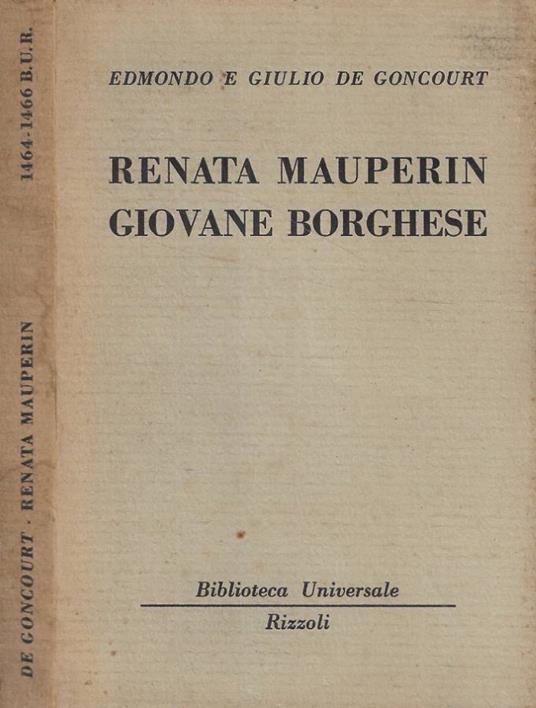 EDMONDO E GIULIO DE GONCOURT
RENATA MAUPERIN
GIOVANE BORGHESE
Biblioteca Universale
Rizzoli
DE GONCOURT · RENATA MAUPERIN 1464-1466 B.U.R.